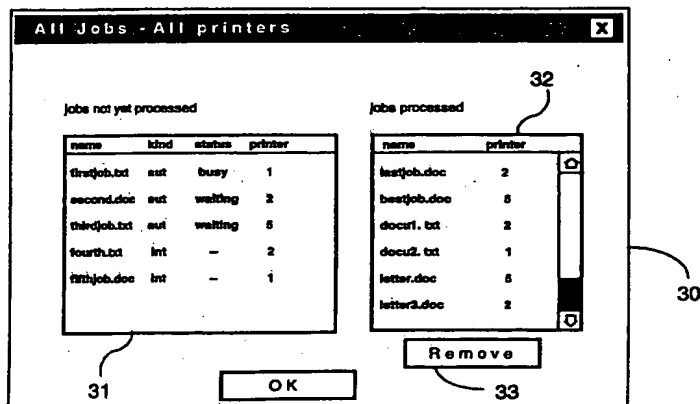 All Jobs - All printers X
32
jobs not yet processed jobs processed
name kind status printer name printer
firstjob.txt aut busy 1 lastjob.doc 2
second.doc aut waiting 2 bestjob.doc 5
thirdjob.txt aut waiting 5 docu1.txt 2
fourth.txt int – 2 docu2.txt 1
fifthjob.doc int – 1 letter.doc 5
letter3.doc 2
30
Remove
31 OK 33